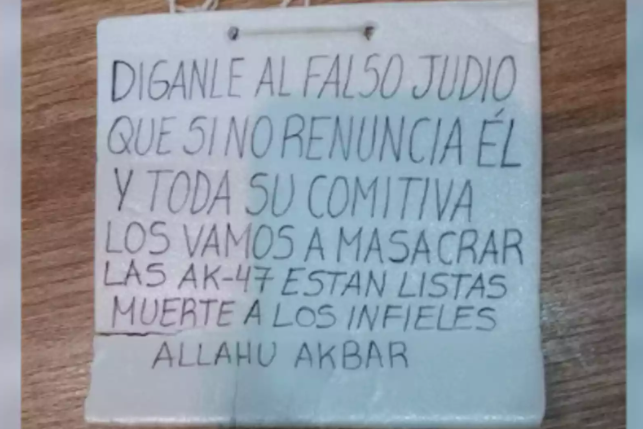 DIGANLE AL FALSO JUDIO
QUE SI NO RENUNCIA ÉL
Y TODA SU COMITIVA
LOS VAMOS A MASACRAR
LAS AK-47 ESTAN LISTAS
MUERTE A LOS INFIELES
ALLAHU AKBAR